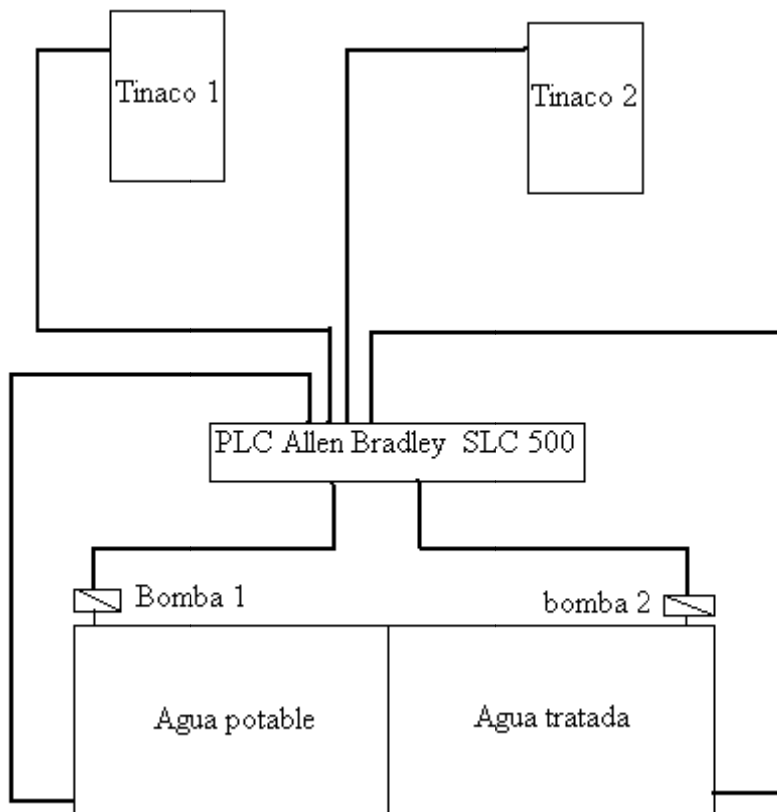 Tinaco 1
Tinaco 2
PLC Allen Bradley SLC 500
Bomba 1
bomba 2
Agua potable
Agua tratada